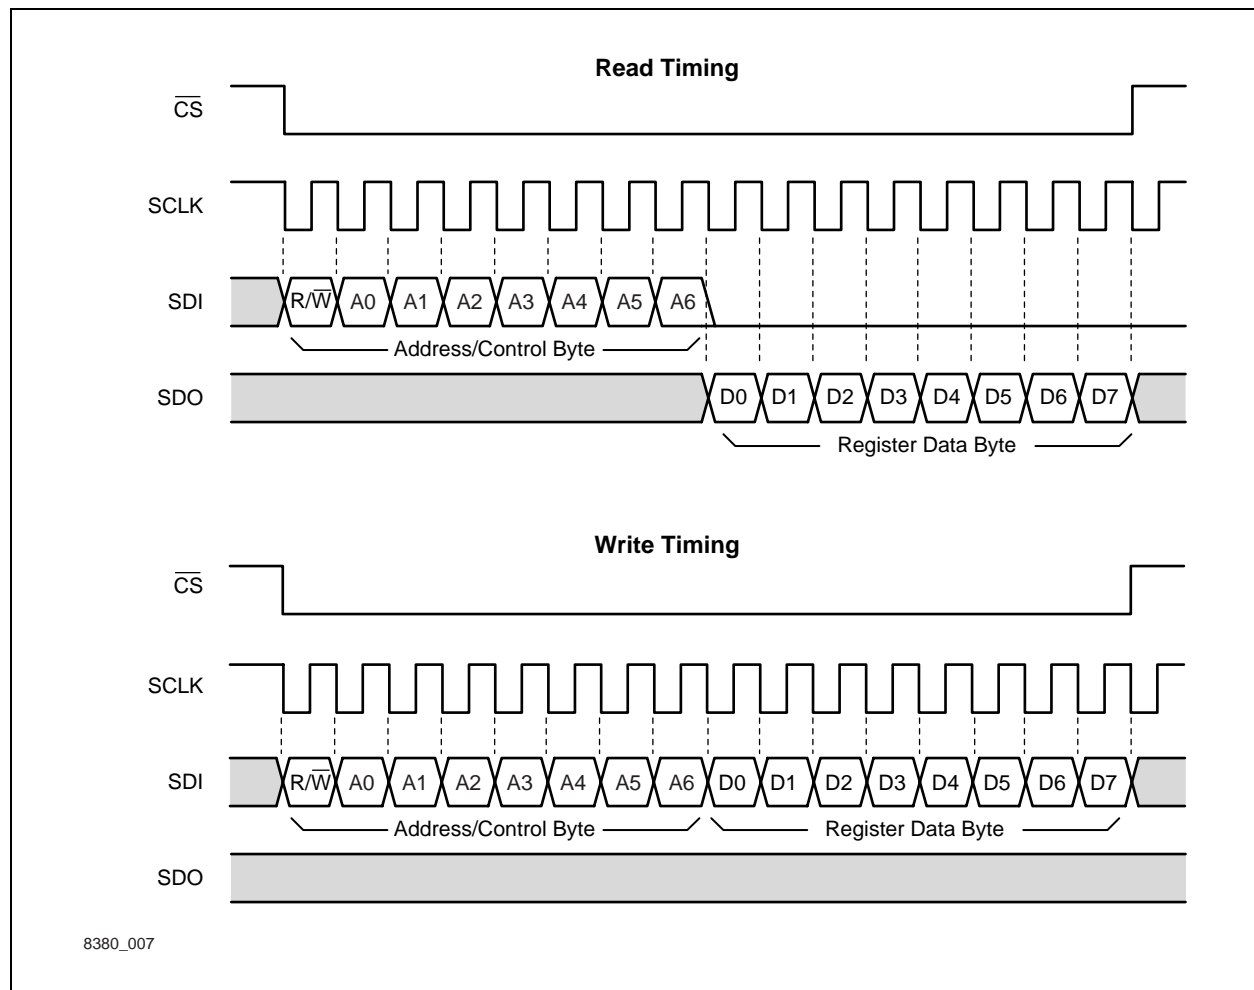 Read Timing
CS
SCLK
SDI R/W A0 A1 A2 A3 A4 A5 A6
Address/Control Byte
SDO D0 D1 D2 D3 D4 D5 D6 D7
Register Data Byte
Write Timing
CS
SCLK
SDI R/W A0 A1 A2 A3 A4 A5 A6 D0 D1 D2 D3 D4 D5 D6 D7
Address/Control Byte Register Data Byte
SDO
8380_007